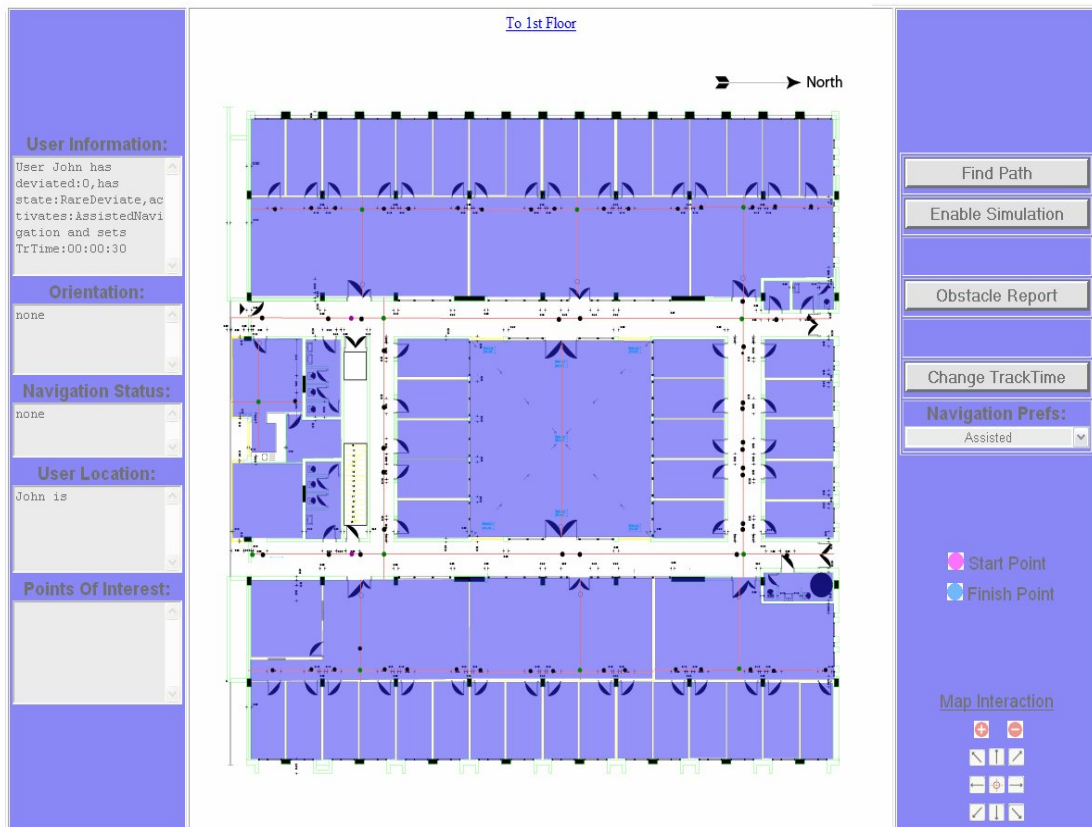 To 1st Floor
North
User Information:
User John has
deviated:0,has
state:RareDeviate,ac
tivates:AssistedNavi
gation and sets
TrTime:00:00:30
Orientation:
none
Navigation Status:
none
User Location:
John is
Points Of Interest:
Find Path
Enable Simulation
Obstacle Report
Change TrackTime
Navigation Prefs:
Assisted
Start Point
Finish Point
Map Interaction